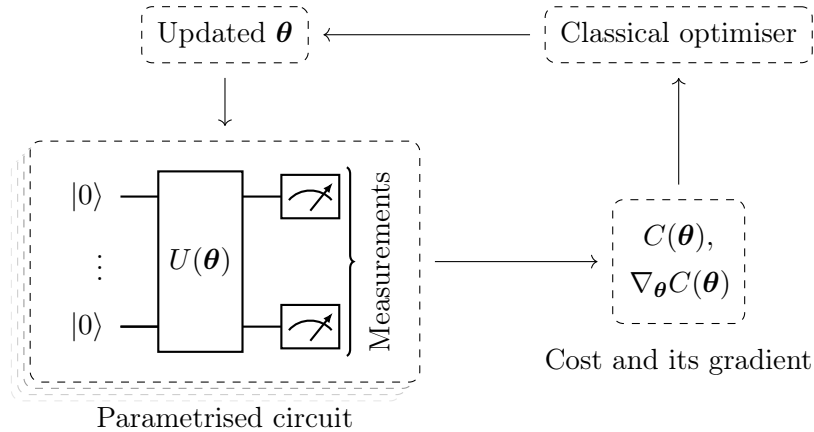 Updated 𝜽
Classical optimiser
|0⟩
⋮
|0⟩
U(𝜽)
Measurements
C(𝜽),
∇𝜽C(𝜽)
Cost and its gradient
Parametrised circuit